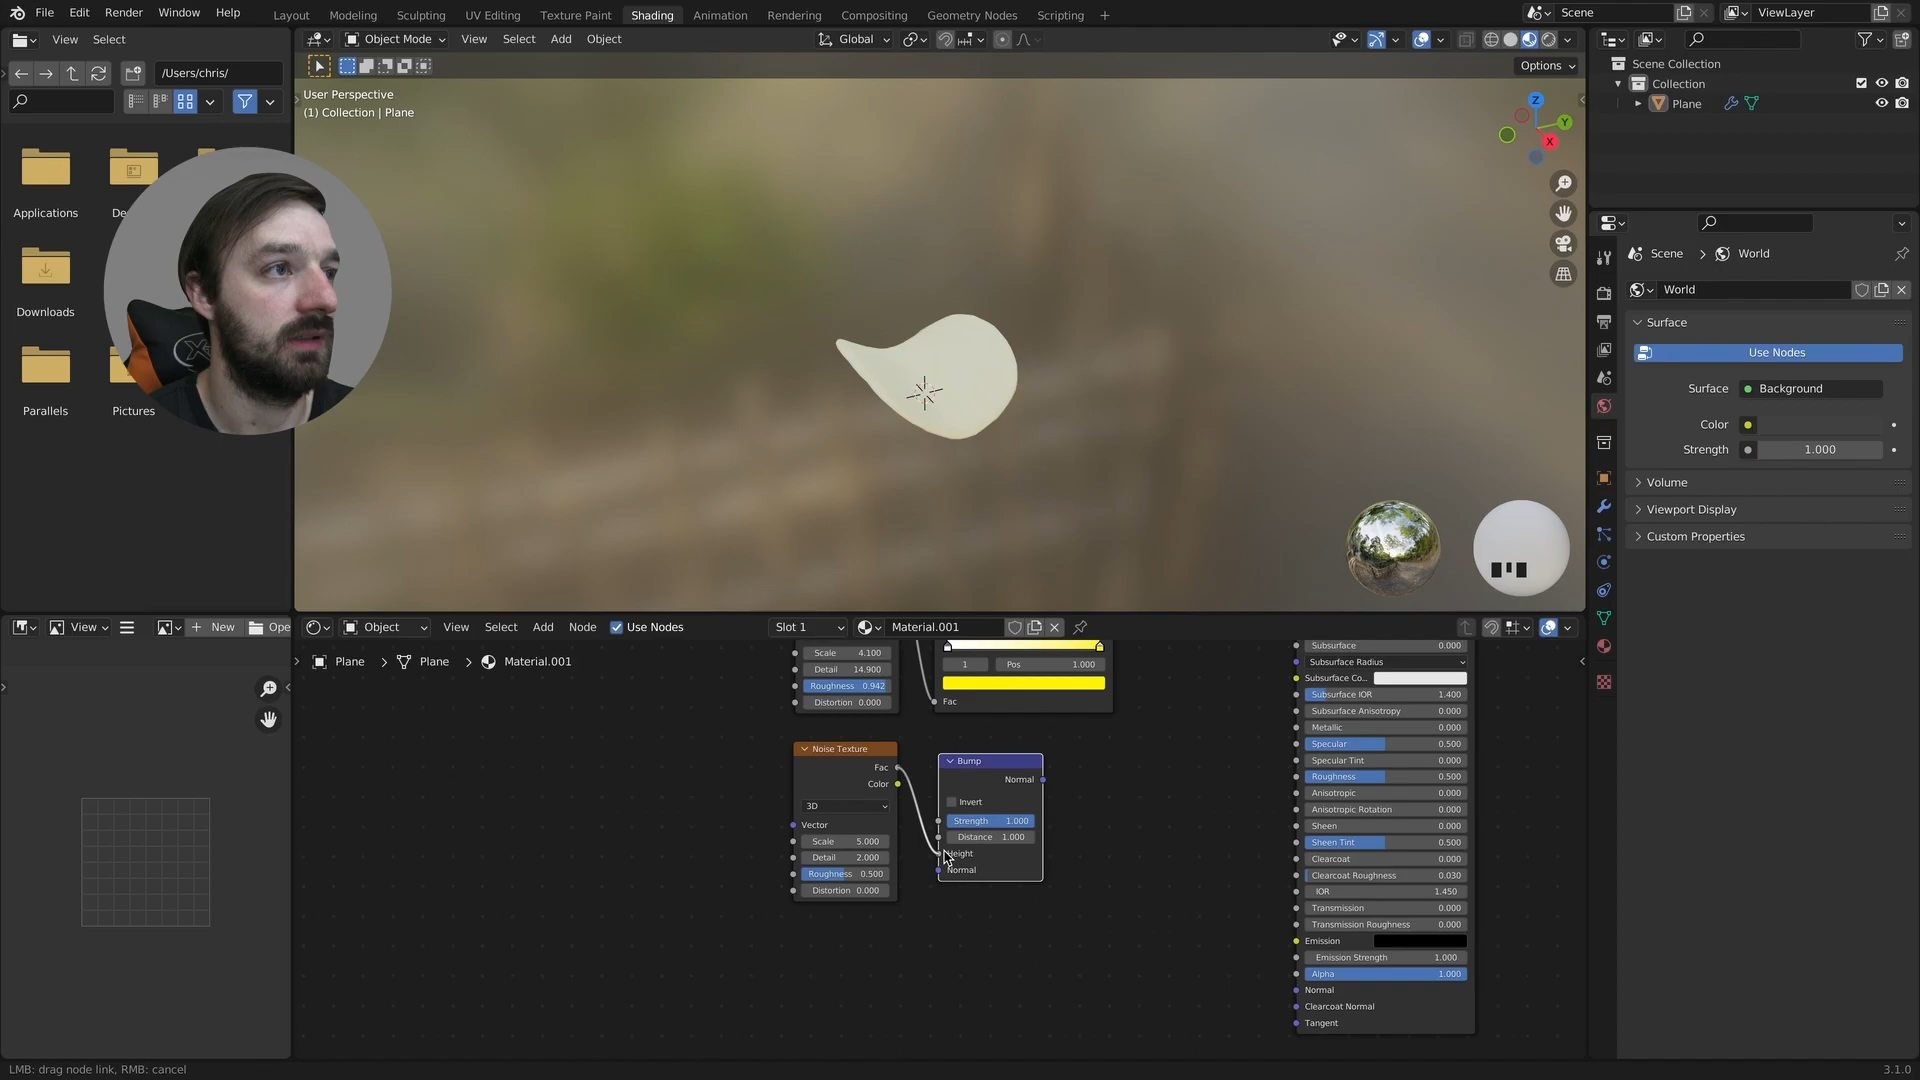 File Edit Render Window Help
Layout Modeling Sculpting UV Editing Texture Paint Shading Animation Rendering Compositing Geometry Nodes Scripting +
Scene
ViewLayer
View Select
Object Mode View Select Add Object
Global
/Users/chris/
Options
User Perspective
(1) Collection | Plane
Z
Y
X
Applications
Downloads
Parallels
Pictures
Scene Collection
Collection
Plane
Scene > World
World
Surface
Use Nodes
Surface Background
Color
Strength 1.000
Volume
Viewport Display
Custom Properties
View
+ New
Object View Select Add Node Use Nodes
Slot 1
Material.001
Plane > Plane > Material.001
Scale 4.100
Detail 14.900
Roughness 0.942
Distortion 0.000
1 Pos 1.000
Fac
Noise Texture
Fac
Color
3D
Vector
Scale 5.000
Detail 2.000
Roughness 0.500
Distortion 0.000
Bump
Normal
Invert
Strength 1.000
Distance 1.000
Height
Normal
Subsurface 0.000
Subsurface Radius
Subsurface Co...
Subsurface IOR 1.400
Subsurface Anisotropy 0.000
Metallic 0.000
Specular 0.500
Specular Tint 0.000
Roughness 0.500
Anisotropic 0.000
Anisotropic Rotation 0.000
Sheen 0.000
Sheen Tint 0.500
Clearcoat 0.000
Clearcoat Roughness 0.030
IOR 1.450
Transmission 0.000
Transmission Roughness 0.000
Emission
Emission Strength 1.000
Alpha 1.000
Normal
Clearcoat Normal
Tangent
LMB: drag node link, RMB: cancel
3.1.0